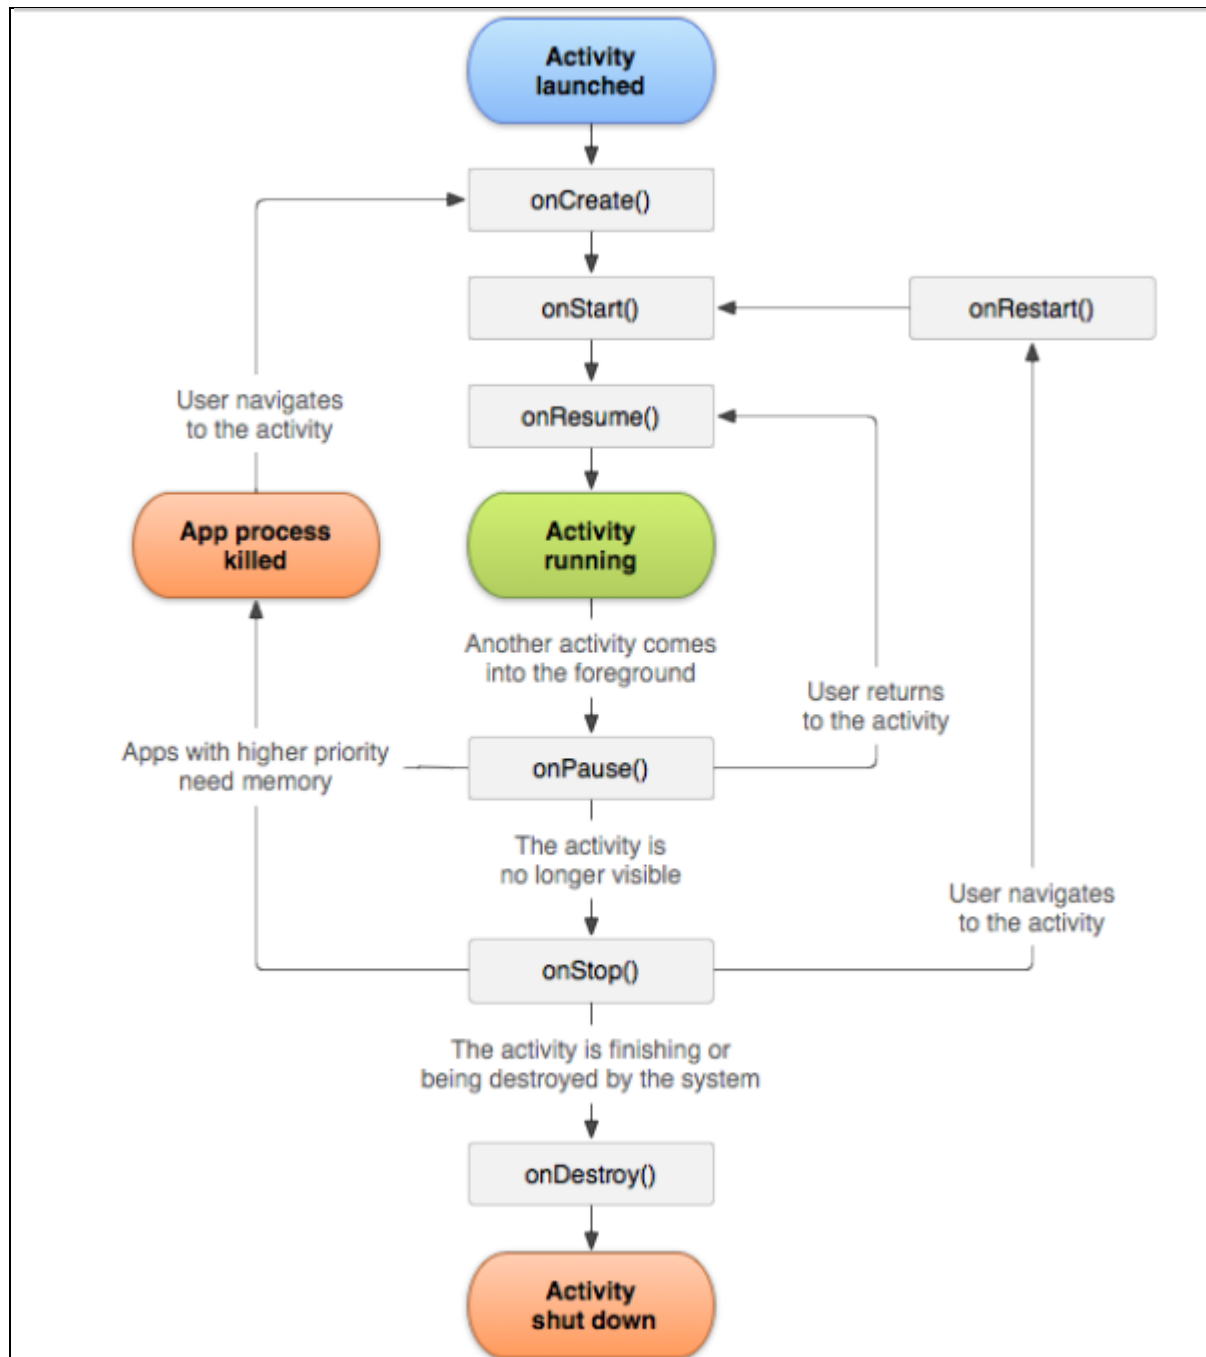 Activity
launched
onCreate()
onStart()
onRestart()
User navigates
to the activity
onResume()
App process
killed
Activity
running
Another activity comes
into the foreground
User returns
to the activity
Apps with higher priority
need memory
onPause()
The activity is
no longer visible
User navigates
to the activity
onStop()
The activity is finishing or
being destroyed by the system
onDestroy()
Activity
shut down